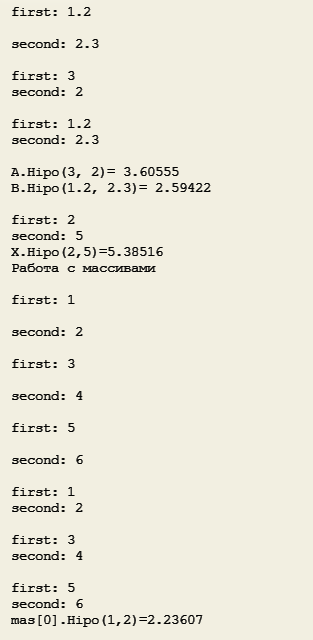 first: 1.2
second: 2.3
first: 3
second: 2
first: 1.2
second: 2.3
A.Hipo(3, 2)= 3.60555
B.Hipo(1.2, 2.3)= 2.59422
first: 2
second: 5
X.Hipo(2,5)=5.38516
Работа с массивами
first: 1
second: 2
first: 3
second: 4
first: 5
second: 6
first: 1
second: 2
first: 3
second: 4
first: 5
second: 6
mas[0].Hipo(1,2)=2.23607